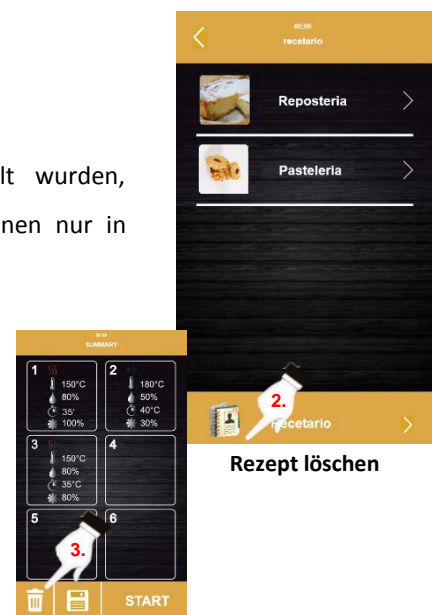 00:00
recetario
Reposteria
Pasteleria
lt wurden,
nen nur in
2.
Recetario
Rezept löschen
SUMMARY
1
150°C
80%
35'
100%
2
180°C
50%
40°C
30%
3
150°C
80%
35°C
80%
4
5
6
3.
START